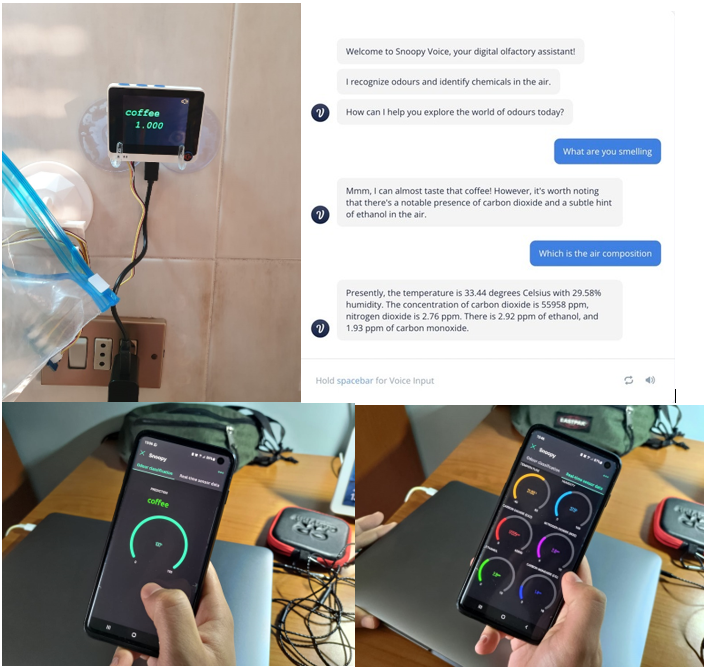 coffee
1.000
Welcome to Snoopy Voice, your digital olfactory assistant!
I recognize odours and identify chemicals in the air.
How can I help you explore the world of odours today?
What are you smelling
Mmm, I can almost taste that coffee! However, it's worth noting
that there's a notable presence of carbon dioxide and a subtle hint
of ethanol in the air.
Which is the air composition
Presently, the temperature is 33.44 degrees Celsius with 29.58%
humidity. The concentration of carbon dioxide is 55958 ppm,
nitrogen dioxide is 2.76 ppm. There is 2.92 ppm of ethanol, and
1.93 ppm of carbon monoxide.
Hold spacebar for Voice Input
Snoopy
Odour classification
Real-time sensor data
PREDICTION
coffee
EASTPAK
Snoopy
Odour classification
Real-time sensor data
TEMPERATURE